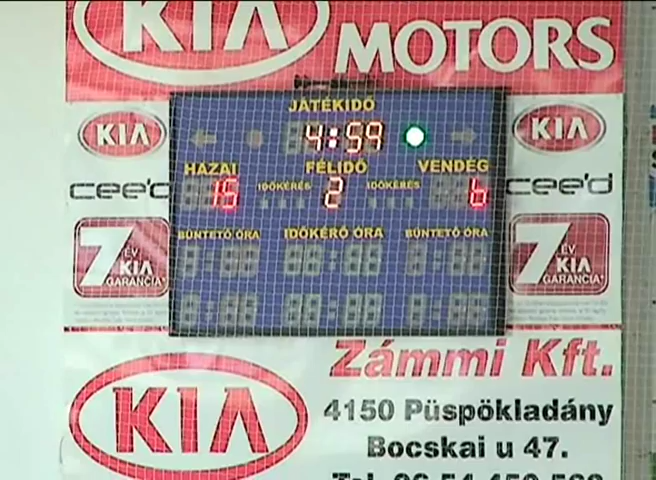 KIA MOTORS
JÁTÉKIDŐ
KIA 4:59 KIA
HAZAI FÉLIDŐ VENDÉG
cee'd 15 IDŐKÉRÉS 2 IDŐKÉRÉS 6 cee'd
BÜNTETŐ ÓRA IDŐKÉRŐ ÓRA BÜNTETŐ ÓRA
7 ÉV KIA GARANCIA* 7 ÉV KIA GARANCIA*
Zámmi Kft.
KIA 4150 Püspökladány
Bocskai u 47.